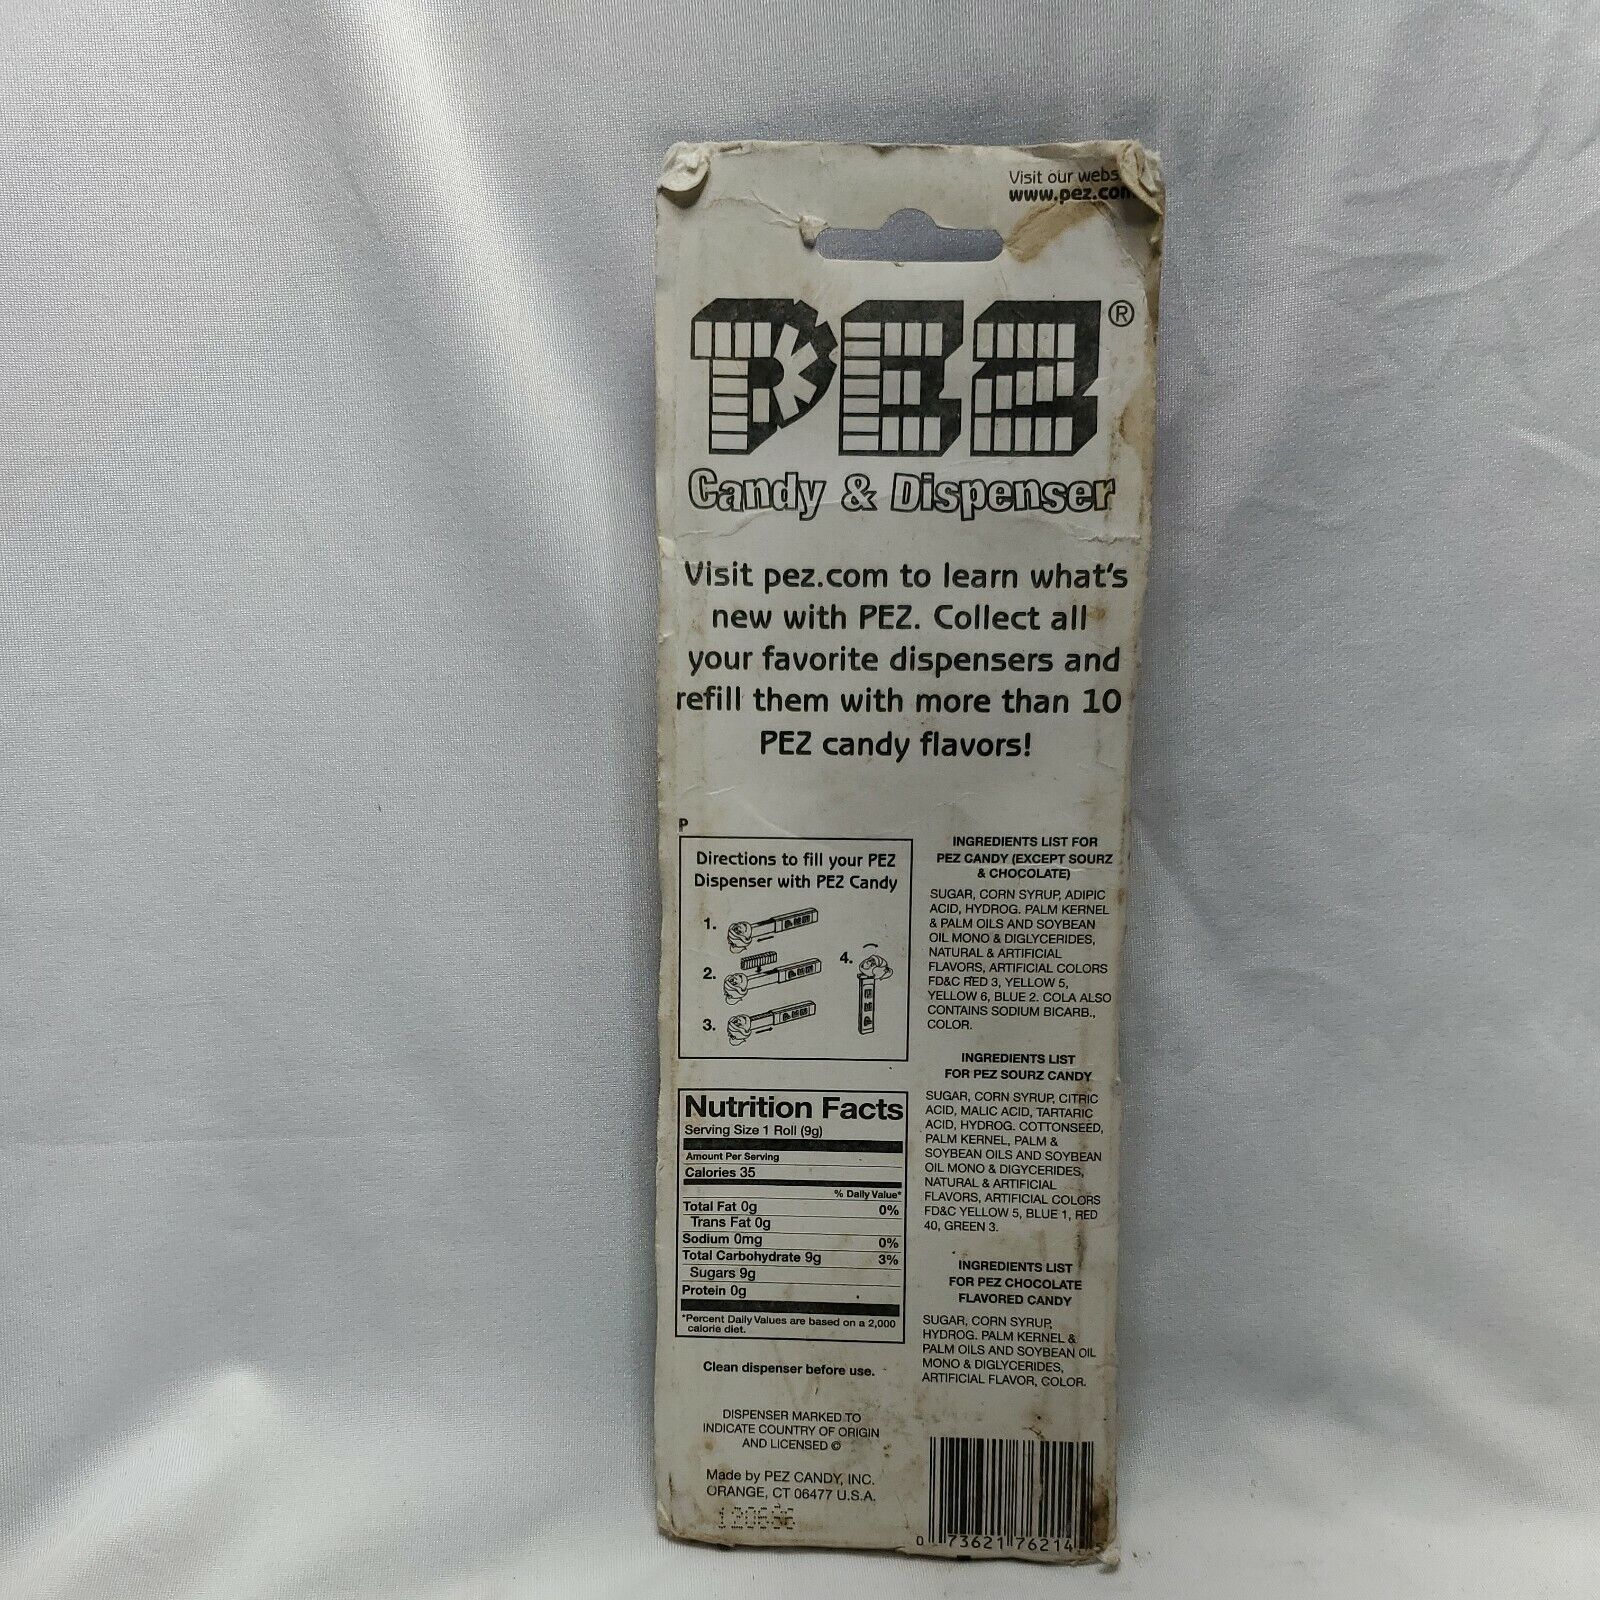 Visit our
www.pez.com
PEZ®
Candy & Dispenser
Visit pez.com to learn what's
new with PEZ. Collect all
your favorite dispensers and
refill them with more than 10
PEZ candy flavors!
P
Directions to fill your PEZ
Dispenser with PEZ Candy
1.
2.
3.
4.
Nutrition Facts
Serving Size 1 Roll (9g)
Amount Per Serving
Calories 35
% Daily Value*
Total Fat 0g 0%
Trans Fat 0g
Sodium 0mg 0%
Total Carbohydrate 9g 3%
Sugars 9g
Protein 0g
*Percent Daily Values are based on a 2,000
calorie diet.
Clean dispenser before use.
DISPENSER MARKED TO
INDICATE COUNTRY OF ORIGIN
AND LICENSED ©
Made by PEZ CANDY, INC.
ORANGE, CT 06477 U.S.A.
INGREDIENTS LIST FOR
PEZ CANDY (EXCEPT SOURZ
& CHOCOLATE)
SUGAR, CORN SYRUP, ADIPIC
ACID, HYDROG. PALM KERNEL
& PALM OILS AND SOYBEAN
OIL MONO & DIGLYCERIDES,
NATURAL & ARTIFICIAL
FLAVORS, ARTIFICIAL COLORS
FD&C RED 3, YELLOW 5,
YELLOW 6, BLUE 2. COLA ALSO
CONTAINS SODIUM BICARB.,
COLOR.
INGREDIENTS LIST
FOR PEZ SOURZ CANDY
SUGAR, CORN SYRUP, CITRIC
ACID, MALIC ACID, TARTARIC
ACID, HYDROG. COTTONSEED,
PALM KERNEL, PALM &
SOYBEAN OILS AND SOYBEAN
OIL MONO & DIGYCERIDES,
NATURAL & ARTIFICIAL
FLAVORS, ARTIFICIAL COLORS
FD&C YELLOW 5, BLUE 1, RED
40, GREEN 3.
INGREDIENTS LIST
FOR PEZ CHOCOLATE
FLAVORED CANDY
SUGAR, CORN SYRUP,
HYDROG. PALM KERNEL &
PALM OILS AND SOYBEAN OIL
MONO & DIGLYCERIDES,
ARTIFICIAL FLAVOR, COLOR.
0 73621 76214